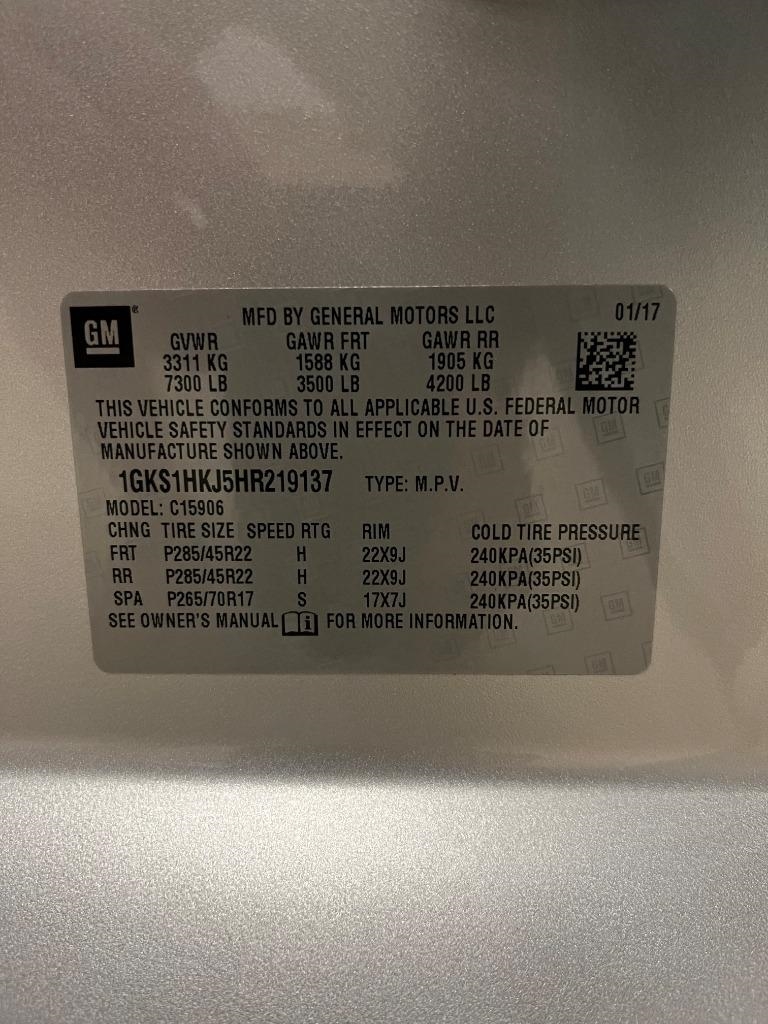 GM ®
MFD BY GENERAL MOTORS LLC 01/17
GVWR GAWR FRT GAWR RR
3311 KG 1588 KG 1905 KG
7300 LB 3500 LB 4200 LB
THIS VEHICLE CONFORMS TO ALL APPLICABLE U.S. FEDERAL MOTOR
VEHICLE SAFETY STANDARDS IN EFFECT ON THE DATE OF
MANUFACTURE SHOWN ABOVE.
1GKS1HKJ5HR219137 TYPE: M.P.V.
MODEL: C15906
CHNG TIRE SIZE SPEED RTG RIM COLD TIRE PRESSURE
FRT P285/45R22 H 22X9J 240KPA(35PSI)
RR P285/45R22 H 22X9J 240KPA(35PSI)
SPA P265/70R17 S 17X7J 240KPA(35PSI)
SEE OWNER'S MANUAL i FOR MORE INFORMATION.